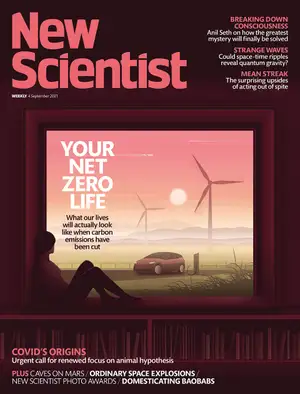 New
Scientist
WEEKLY 4 September 2021
BREAKING DOWN
CONSCIOUSNESS
Anil Seth on how the greatest
mystery will finally be solved
STRANGE WAVES
Could space-time ripples
reveal quantum gravity?
MEAN STREAK
The surprising upsides
of acting out of spite
YOUR
NET
ZERO
LIFE
What our lives
will actually look
like when carbon
emissions have
been cut
COVID'S ORIGINS
Urgent call for renewed focus on animal hypothesis
PLUS CAVES ON MARS / ORDINARY SPACE EXPLOSIONS /
NEW SCIENTIST PHOTO AWARDS / DOMESTICATING BAOBABS